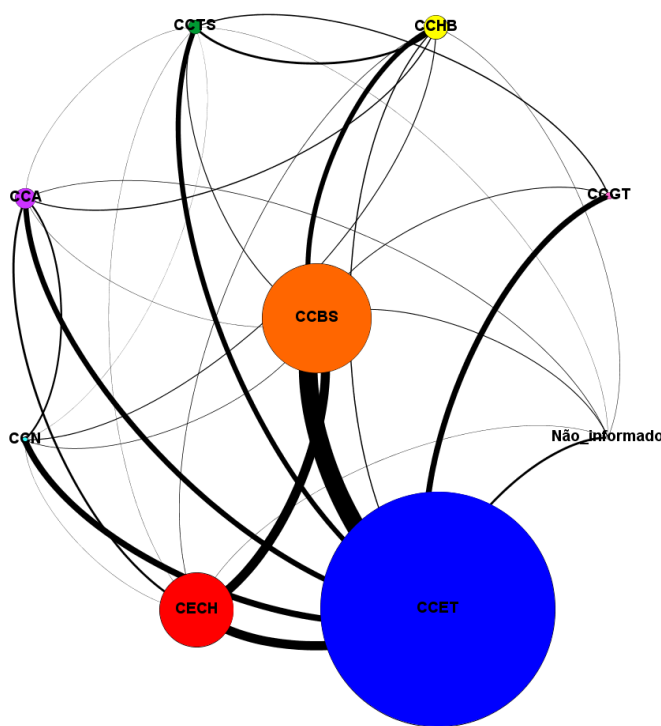 CCTS
CCHB
CCA
CCGT
CCBS
CCN
Não_informado
CECH
CCET